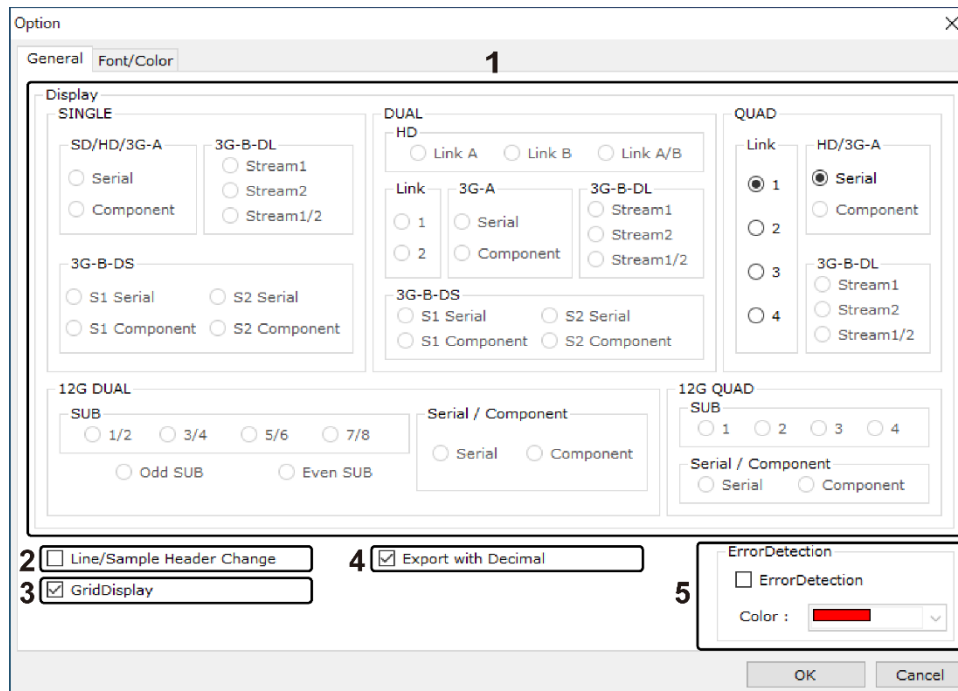 Option
General Font/Color
1
Display
SINGLE
SD/HD/3G-A
Serial
Component
3G-B-DL
Stream1
Stream2
Stream1/2
3G-B-DS
S1 Serial S2 Serial
S1 Component S2 Component
DUAL
HD
Link A Link B Link A/B
Link
1
2
3G-A
Serial
Component
3G-B-DL
Stream1
Stream2
Stream1/2
3G-B-DS
S1 Serial S2 Serial
S1 Component S2 Component
QUAD
Link
1
2
3
4
HD/3G-A
Serial
Component
3G-B-DL
Stream1
Stream2
Stream1/2
12G DUAL
SUB
1/2 3/4 5/6 7/8
Odd SUB Even SUB
Serial / Component
Serial Component
12G QUAD
SUB
1 2 3 4
Serial / Component
Serial Component
2 Line/Sample Header Change
3 GridDisplay
4 Export with Decimal
5
ErrorDetection
ErrorDetection
Color :
OK Cancel